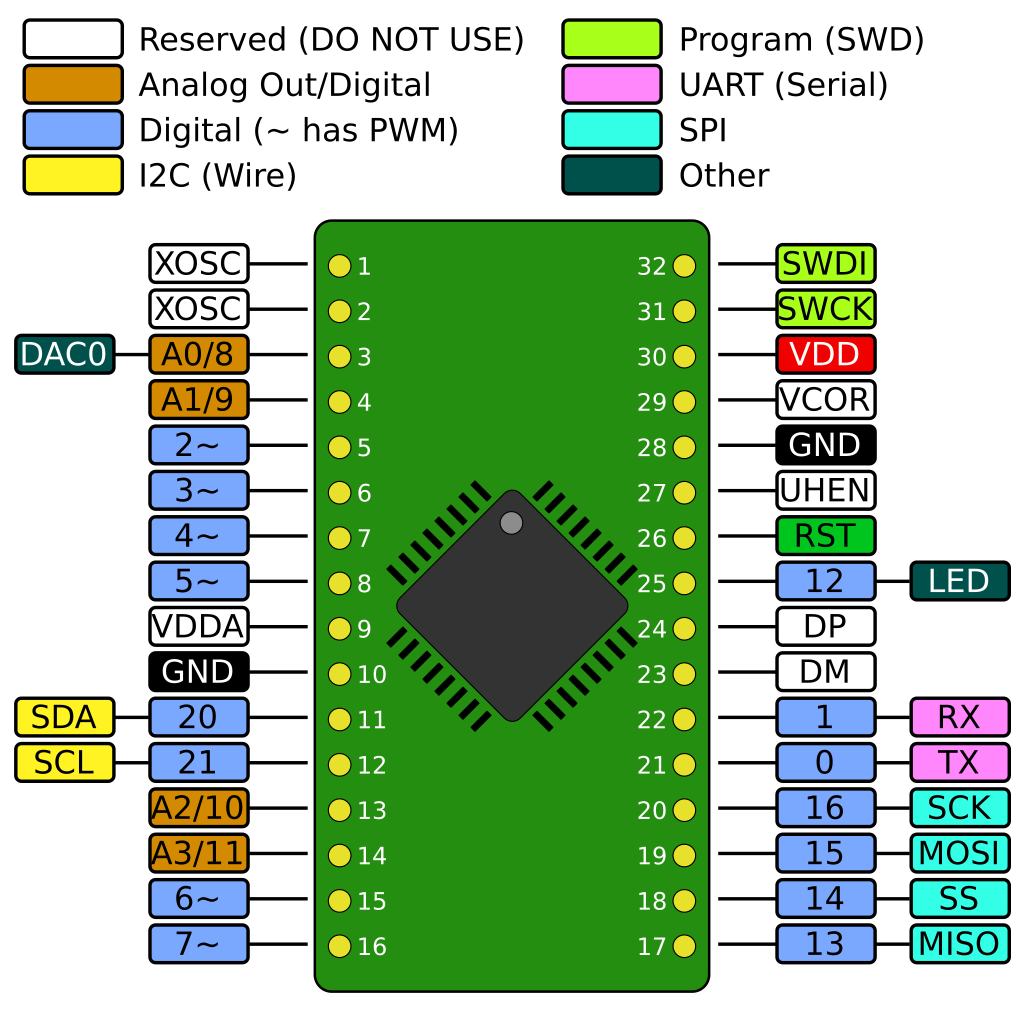 Reserved (DO NOT USE) Program (SWD)
Analog Out/Digital UART (Serial)
Digital (~ has PWM) SPI
I2C (Wire) Other
XOSC 1 32 SWDI
XOSC 2 31 SWCK
DAC0 A0/8 3 30 VDD
A1/9 4 29 VCOR
2~ 5 28 GND
3~ 6 27 UHEN
4~ 7 26 RST
5~ 8 25 12 LED
VDDA 9 24 DP
GND 10 23 DM
SDA 20 11 22 1 RX
SCL 21 12 21 0 TX
A2/10 13 20 16 SCK
A3/11 14 19 15 MOSI
6~ 15 18 14 SS
7~ 16 17 13 MISO